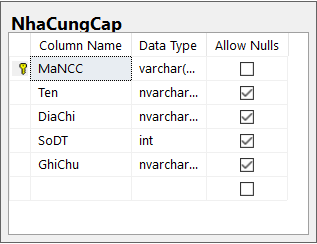 NhaCungCap
Column Name Data Type Allow Nulls
MaNCC varchar(...
Ten nvarchar...
DiaChi nvarchar...
SoDT int
GhiChu nvarchar...